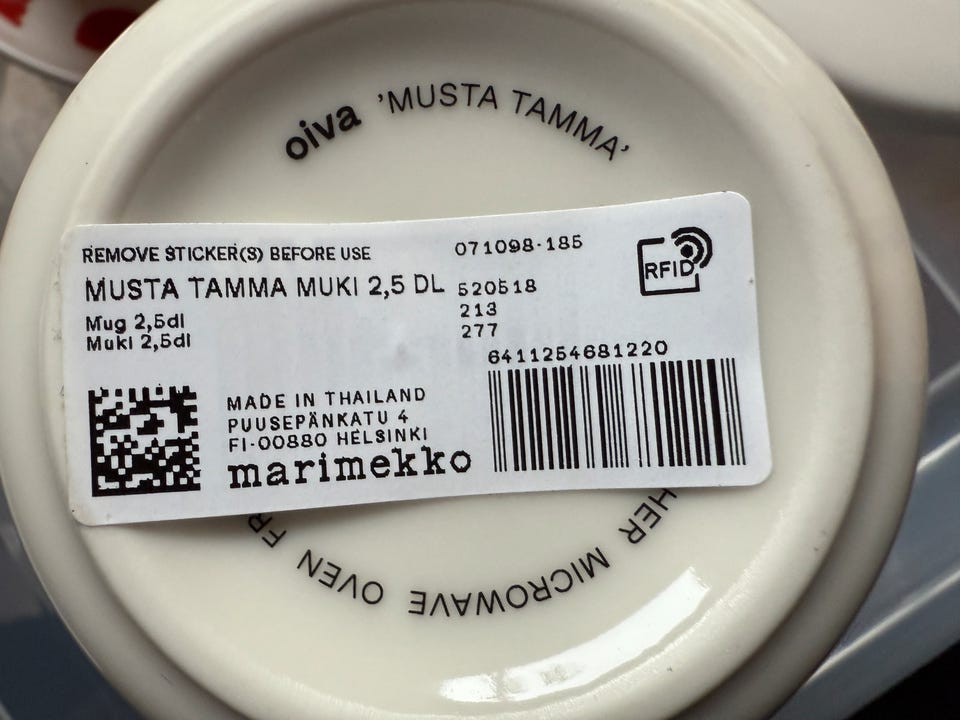 oiva 'MUSTA TAMMA'
REMOVE STICKER(S) BEFORE USE
071098-185
MUSTA TAMMA MUKI 2,5 DL
520518
Mug 2,5dl
213
Muki 2,5dl
277
6411254681220
RFID
MADE IN THAILAND
PUUSEPÄNKATU 4
FI-00880 HELSINKI
marimekko
HER MICROWAVE OVEN FR